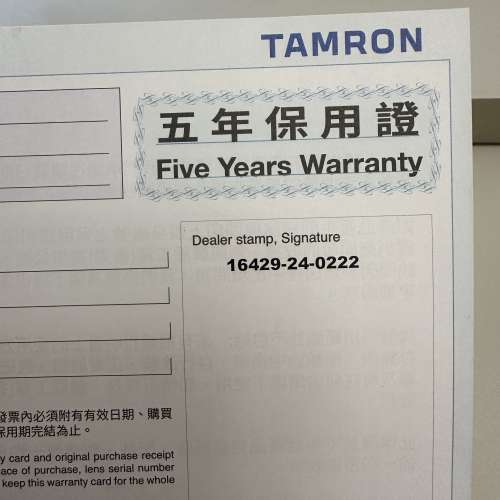 TAMRON
五年保用證
Five Years Warranty
Dealer stamp, Signature
16429-24-0222
發票內必須附有有效日期、購買
保用期完結為止。
y card and original purchase receipt
ace of purchase, lens serial number
keep this warranty card for the whole